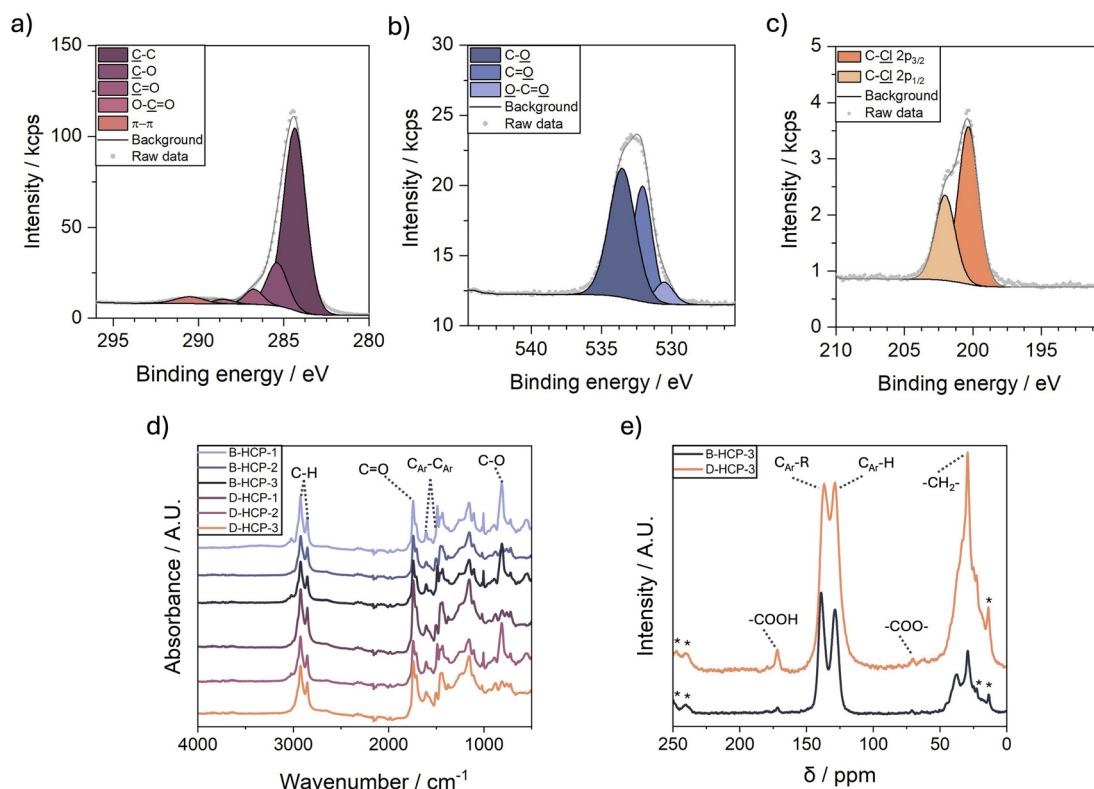 a)
150
100
50
0
Intensity / kcps
C-C
C-O
C=O
O-C=O
π–π
Background
Raw data
295
290
285
280
Binding energy / eV
b)
30
25
20
15
10
Intensity / kcps
C-O
C=O
O-C=O
Background
Raw data
540
535
530
Binding energy / eV
c)
5
4
3
2
1
0
Intensity / kcps
C-Cl 2p3/2
C-Cl 2p1/2
Background
Raw data
210
205
200
195
Binding energy / eV
d)
Absorbance / A.U.
B-HCP-1
B-HCP-2
B-HCP-3
D-HCP-1
D-HCP-2
D-HCP-3
C-H
C=O
CAr-CAr
C-O
4000
3000
2000
1000
Wavenumber / cm-1
e)
Intensity / A.U.
B-HCP-3
D-HCP-3
CAr-R
CAr-H
-CH2-
-COOH
-COO-
* *
*
* *
* *
250
200
150
100
50
0
δ / ppm